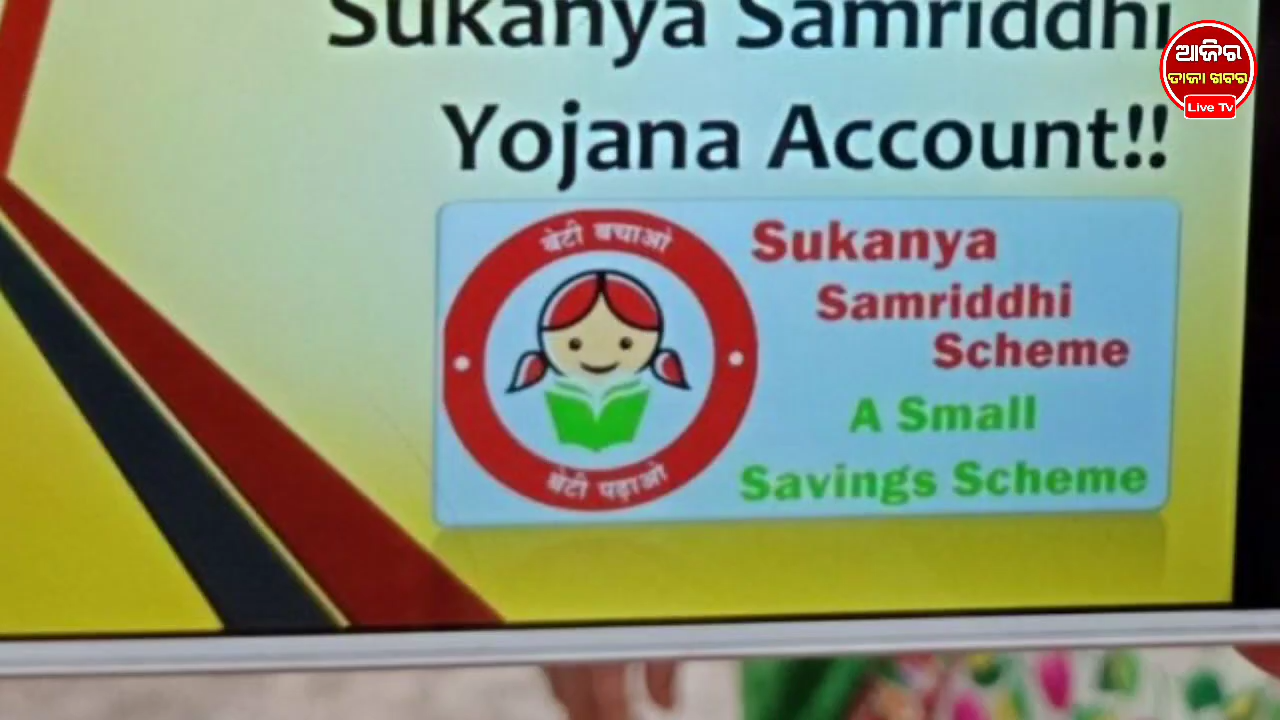 Sukanya Samriddhi
Yojana Account!!
ଆଜିର
ତାଜା ଖବର
Live Tv
बेटी बचाओ
बेटी पढ़ाओ
Sukanya
Samriddhi
Scheme
A Small
Savings Scheme